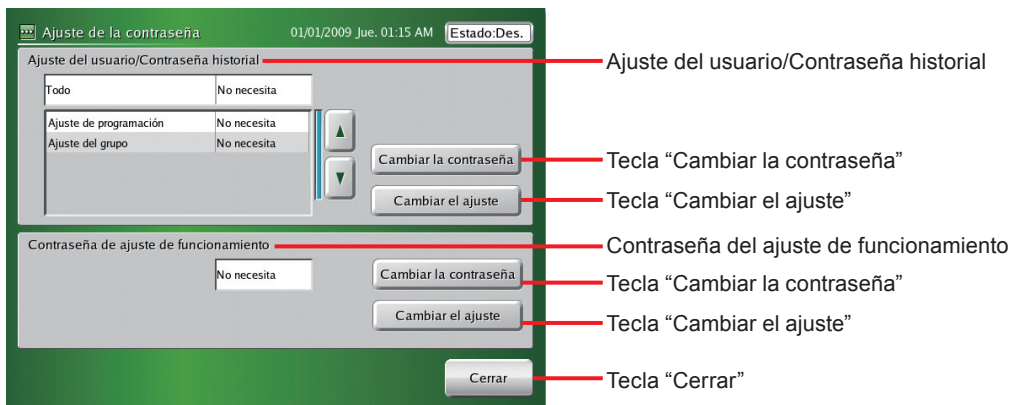 Ajuste de la contraseña 01/01/2009 Jue. 01:15 AM Estado:Des.
Ajuste del usuario/Contraseña historial
Todo No necesita
Ajuste de programación No necesita
Ajuste del grupo No necesita
Cambiar la contraseña
Cambiar el ajuste
Contraseña de ajuste de funcionamiento
No necesita
Cambiar la contraseña
Cambiar el ajuste
Cerrar
Ajuste del usuario/Contraseña historial
Tecla “Cambiar la contraseña”
Tecla “Cambiar el ajuste”
Contraseña del ajuste de funcionamiento
Tecla “Cambiar la contraseña”
Tecla “Cambiar el ajuste”
Tecla “Cerrar”